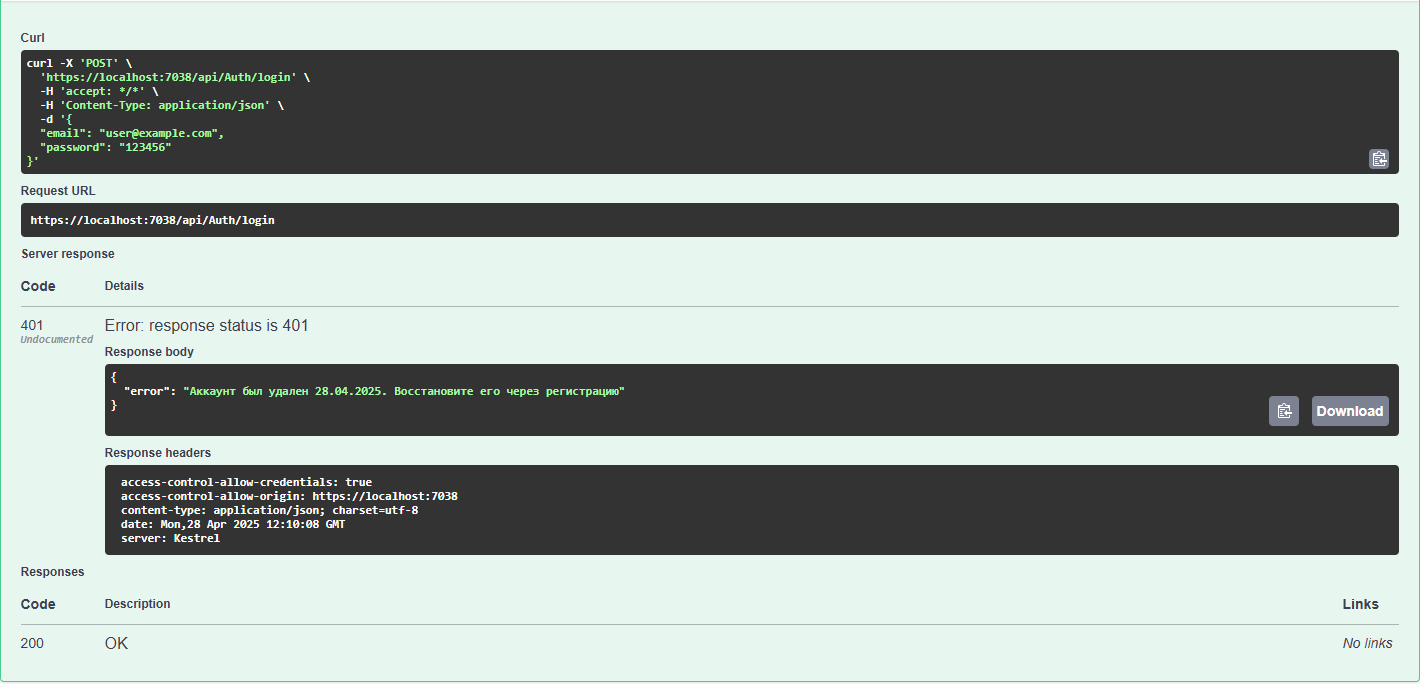 Curl
curl -X 'POST' \
  'https://localhost:7038/api/Auth/login' \
  -H 'accept: */*' \
  -H 'Content-Type: application/json' \
  -d '{
  "email": "user@example.com",
  "password": "123456"
}'
Request URL
https://localhost:7038/api/Auth/login
Server response
Code Details
401 Error: response status is 401
Undocumented
Response body
{
  "error": "Аккаунт был удален 28.04.2025. Восстановите его через регистрацию"
}
Download
Response headers
access-control-allow-credentials: true
access-control-allow-origin: https://localhost:7038
content-type: application/json; charset=utf-8
date: Mon,28 Apr 2025 12:10:08 GMT
server: Kestrel
Responses
Code Description Links
200 OK No links